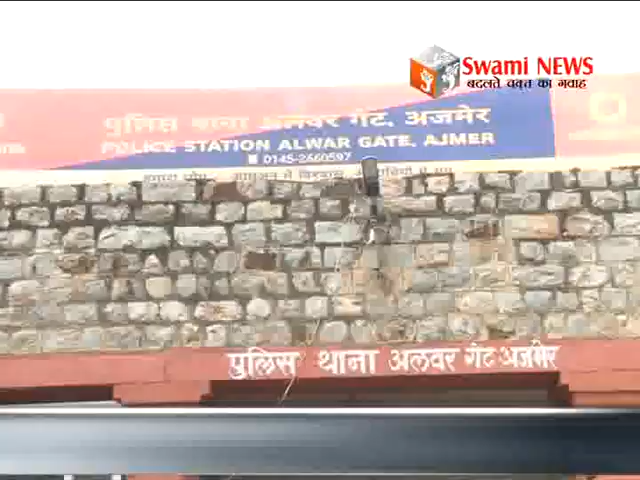 Swami NEWS
बदलते वक्त का गवाह
पुलिस थाना अलवर गेट, अजमेर
POLICE STATION ALWAR GATE, AJMER
0145-2660597
पुलिस थाना अलवर गेट अजमेर